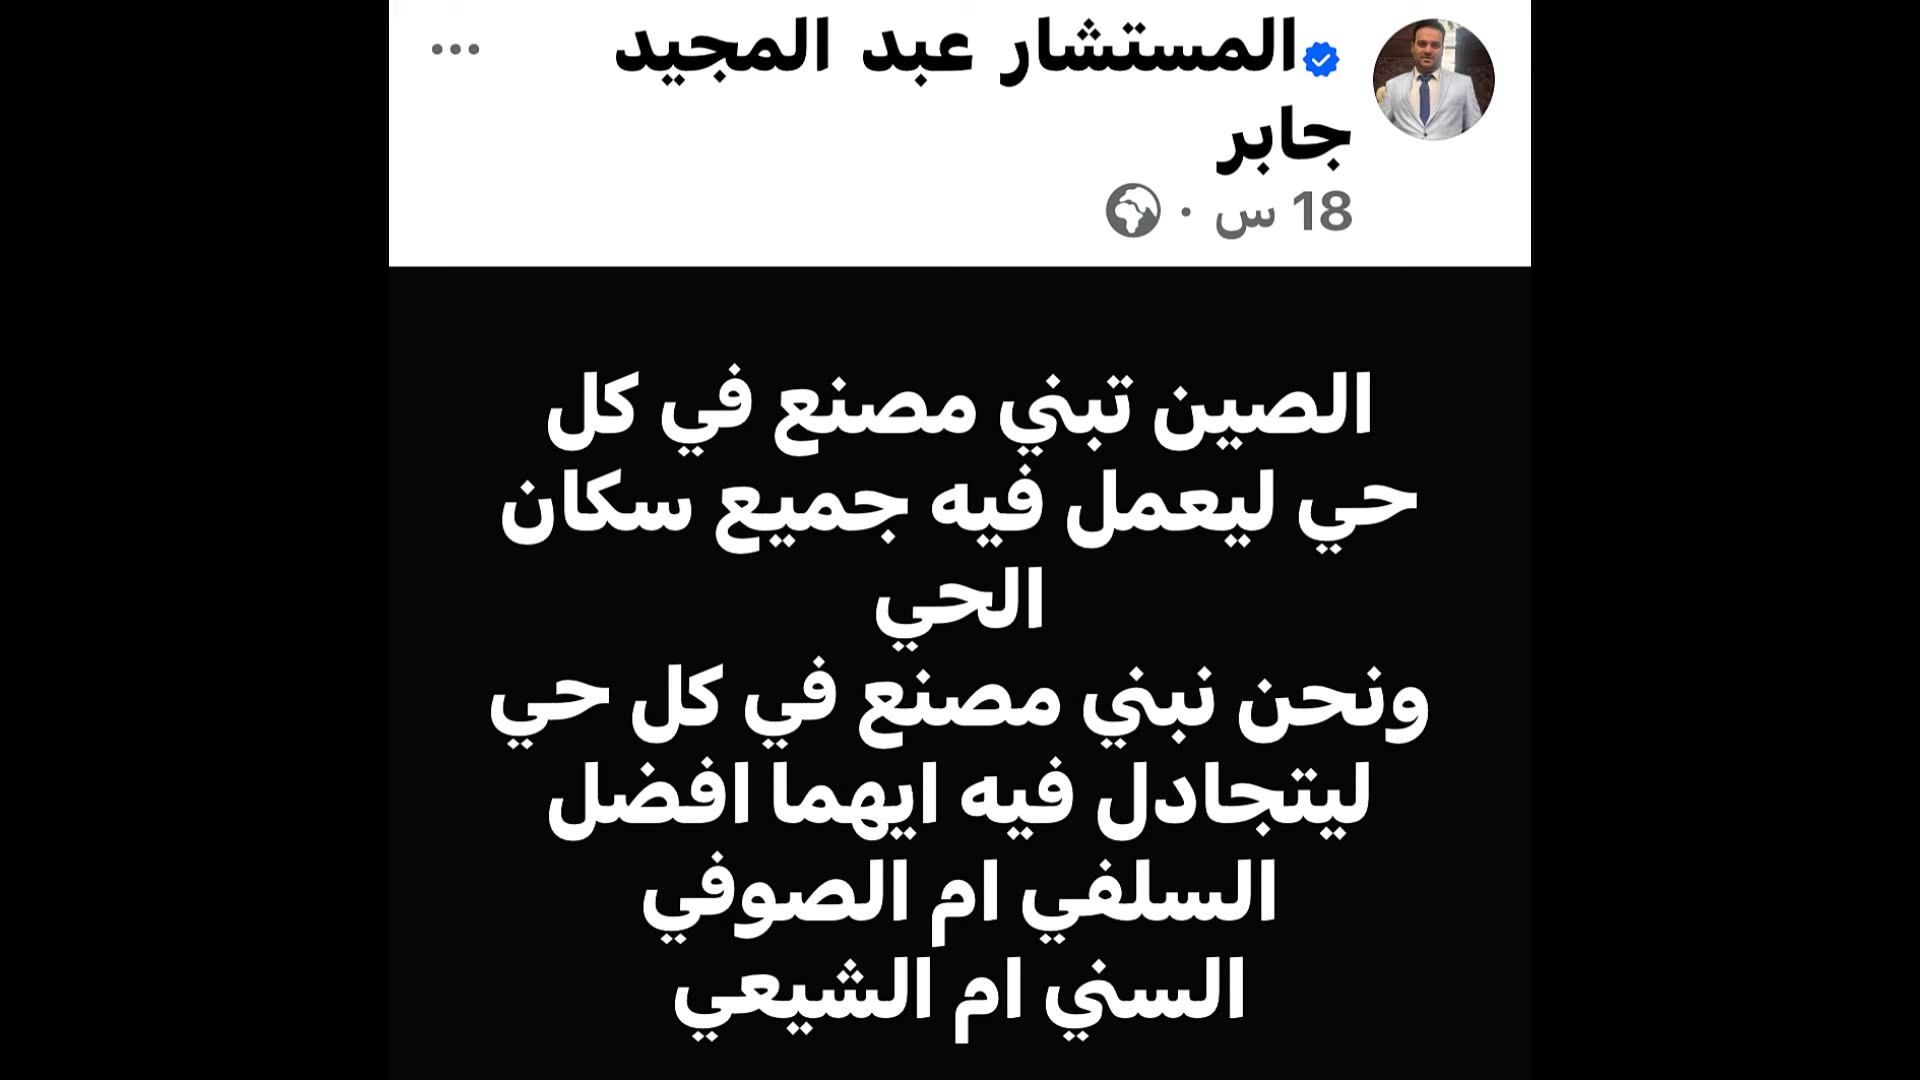 المستشار عبد المجيد
جابر
18 س ·
الصين تبني مصنع في كل
حي ليعمل فيه جميع سكان
الحي
ونحن نبني مصنع في كل حي
ليتجادل فيه ايهما افضل
السلفي ام الصوفي
السني ام الشيعي